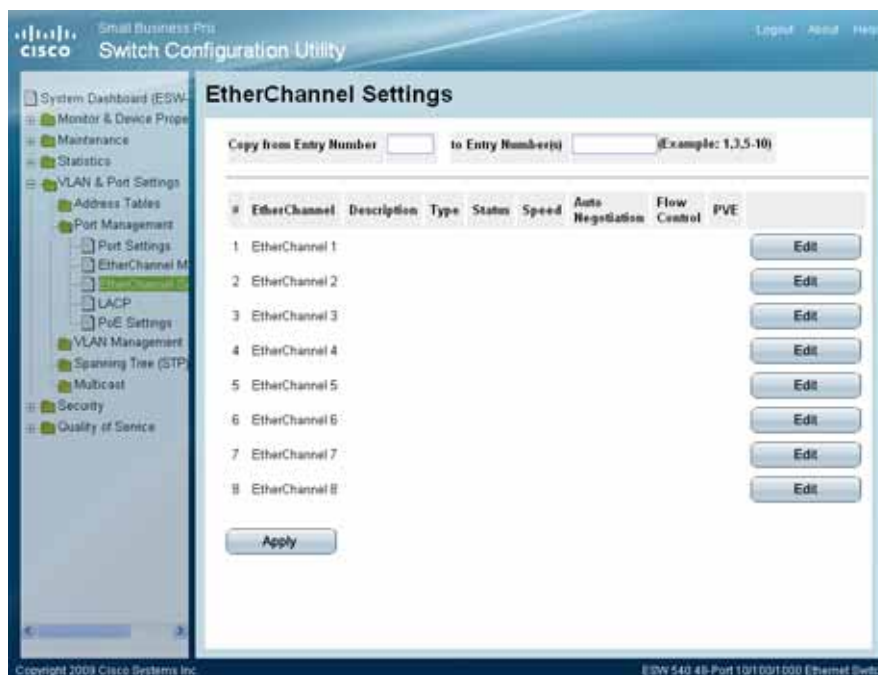 Small Business Pro
cisco Switch Configuration Utility
Logout About Help
System Dashboard (ESW-
Monitor & Device Prope
Maintenance
Statistics
VLAN & Port Settings
Address Tables
Port Management
Port Settings
EtherChannel M
EtherChannel S
LACP
PoE Settings
VLAN Management
Spanning Tree (STP)
Multicast
Security
Quality of Service
EtherChannel Settings
Copy from Entry Number to Entry Number(s) (Example: 1,3,5-10)
# EtherChannel Description Type Status Speed Auto Negotiation Flow Control PVE
1 EtherChannel 1 Edit
2 EtherChannel 2 Edit
3 EtherChannel 3 Edit
4 EtherChannel 4 Edit
5 EtherChannel 5 Edit
6 EtherChannel 6 Edit
7 EtherChannel 7 Edit
8 EtherChannel 8 Edit
Apply
Copyright 2009 Cisco Systems Inc.
ESW 540 48-Port 10/100/1000 Ethernet Swit